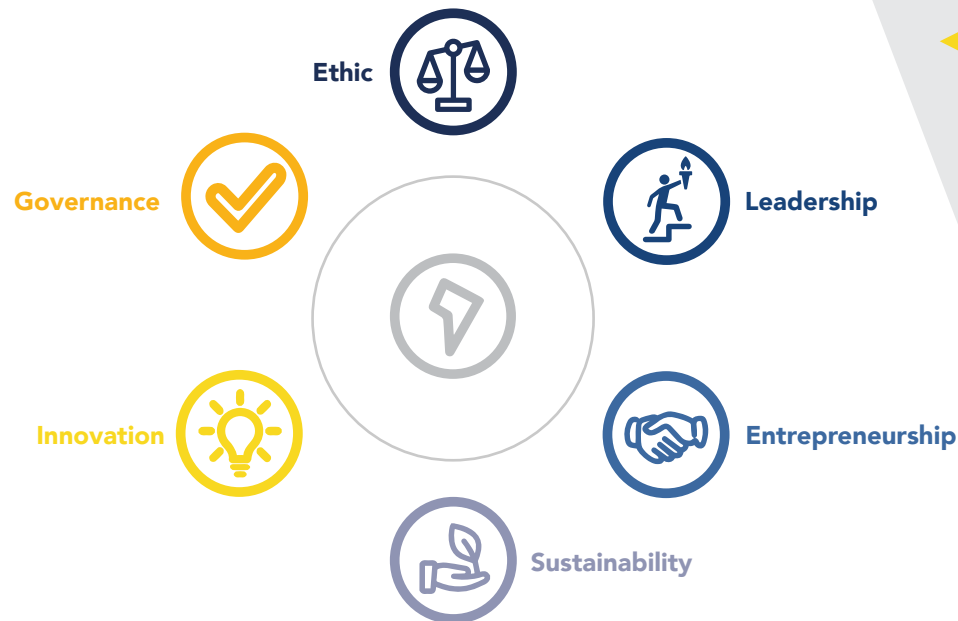 Ethic
Governance
Leadership
Innovation
Entrepreneurship
Sustainability